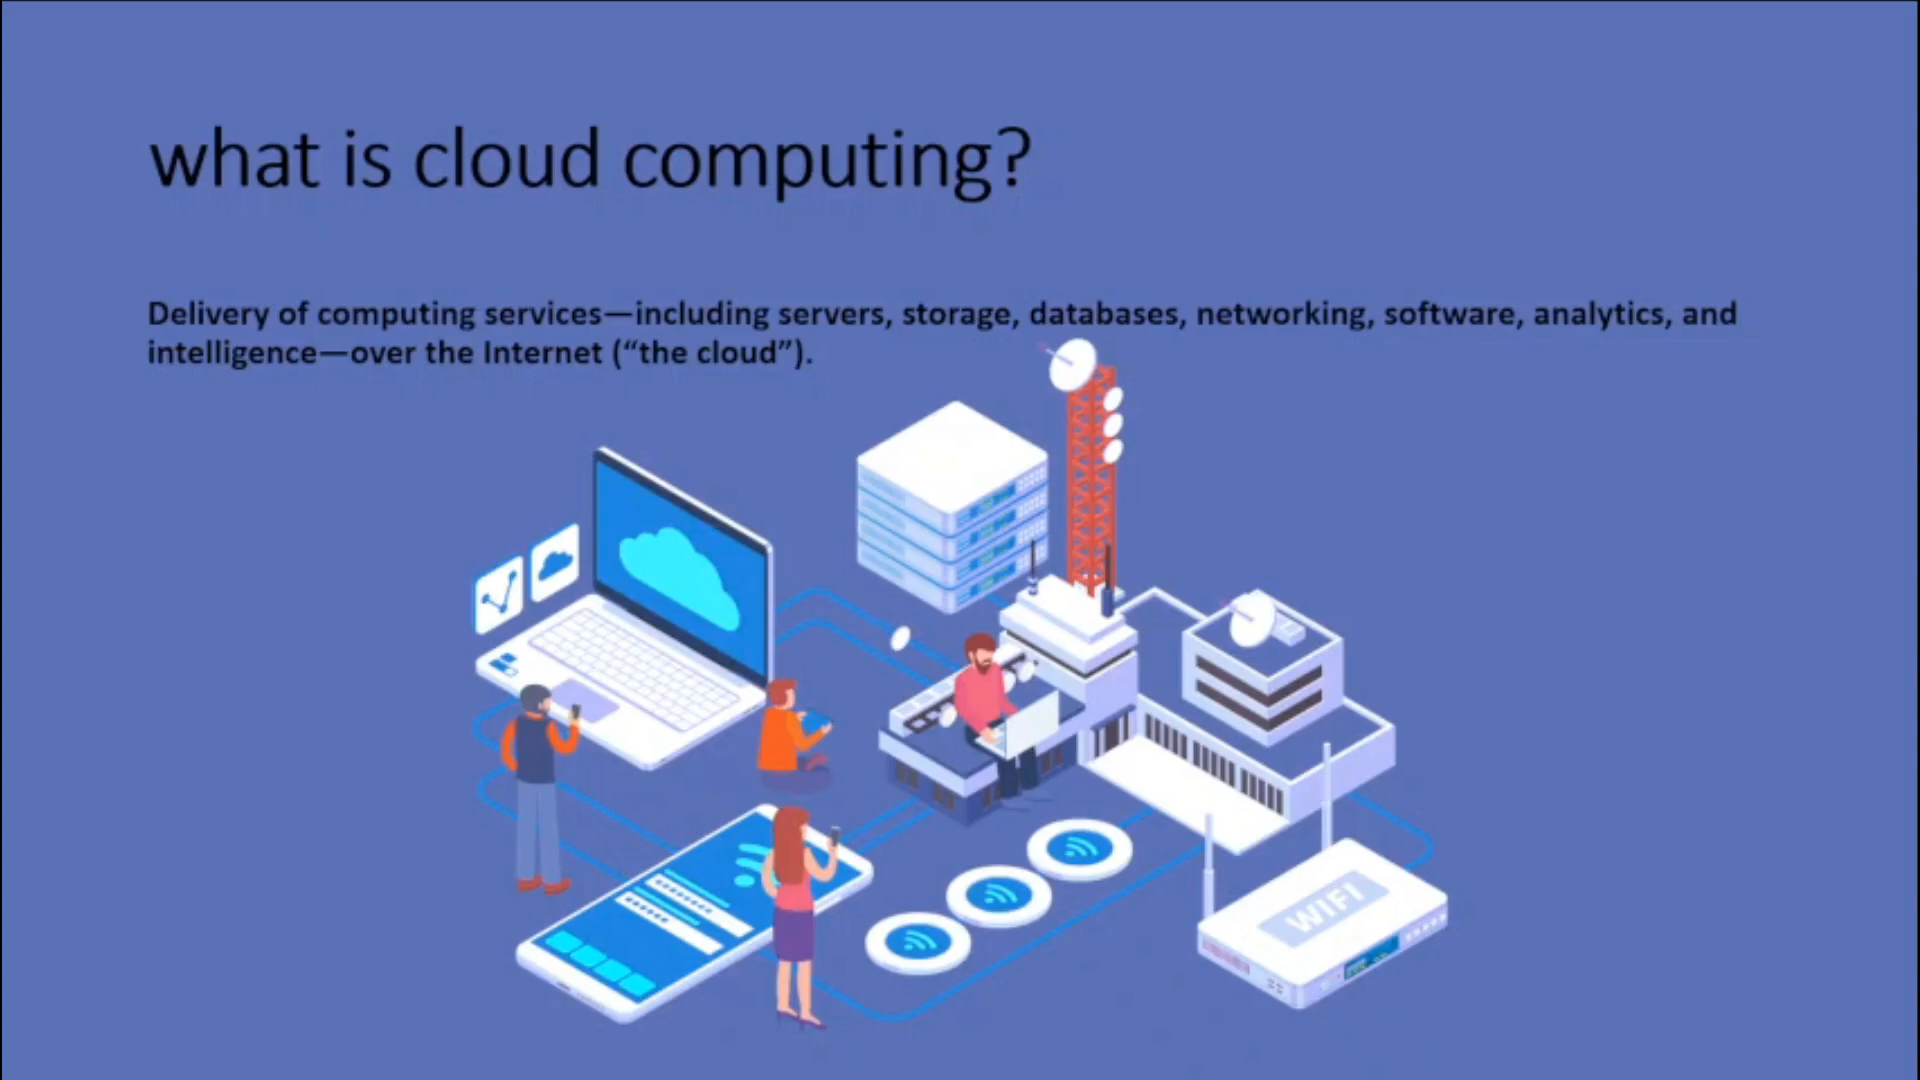 what is cloud computing?
Delivery of computing services—including servers, storage, databases, networking, software, analytics, and
intelligence—over the Internet (“the cloud”).
WIFI